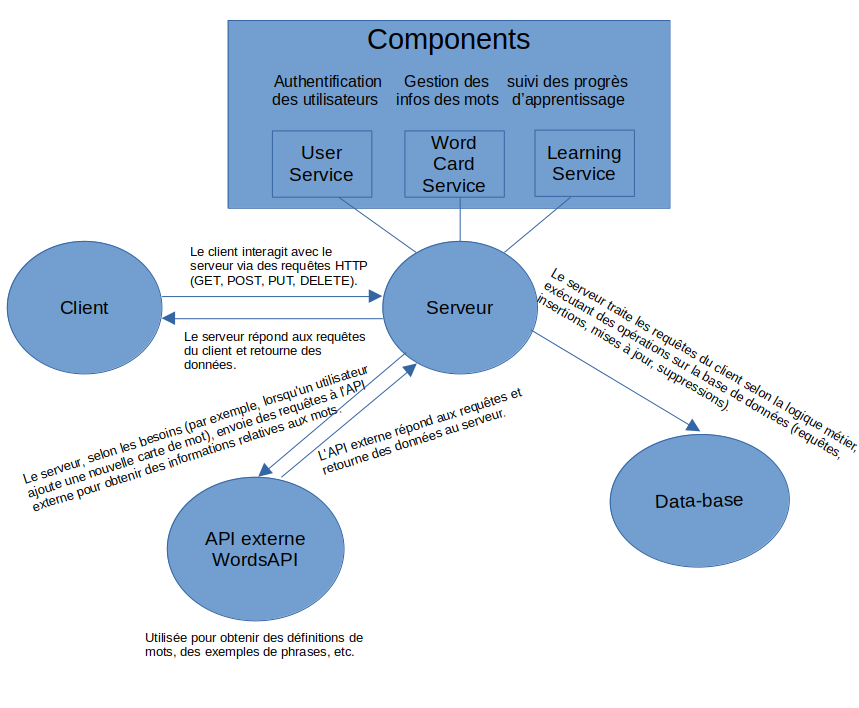 Components
Authentification
des utilisateurs
Gestion des
infos des mots
suivi des progrès
d'apprentissage
User
Service
Word
Card
Service
Learning
Service
Le client interagit avec le
serveur via des requêtes HTTP
(GET, POST, PUT, DELETE).
Client
Serveur
Le serveur répond aux requêtes
du client et retourne des
données.
Le serveur traite les requêtes du client selon la logique métier,
exécutant des opérations sur la base de données (requêtes,
insertions, mises à jour, suppressions).
Le serveur, selon les besoins (par exemple, lorsqu'un utilisateur
ajoute une nouvelle carte de mot), envoie des requêtes à l'API
externe pour obtenir des informations relatives aux mots.
L'API externe répond aux requêtes et
retourne des données au serveur.
Data-base
API externe
WordsAPI
Utilisée pour obtenir des définitions de
mots, des exemples de phrases, etc.